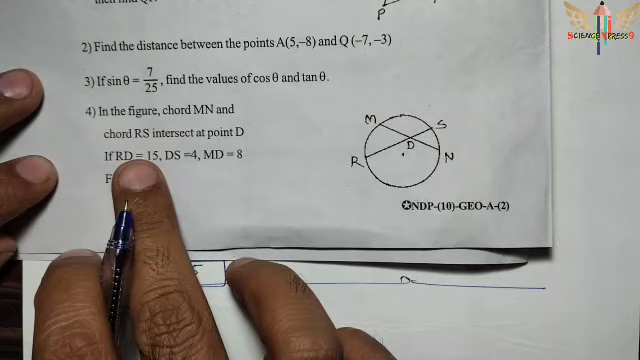 P
2) Find the distance between the points A(5,–8) and Q (–7, –3)
3) If sin θ = 7/25, find the values of cos θ and tan θ.
4) In the figure, chord MN and
chord RS intersect at point D
If RD = 15, DS =4, MD = 8
M
S
D
R
N
✪NDP-(10)-GEO-A-(2)
SCIENCE XPRESS9